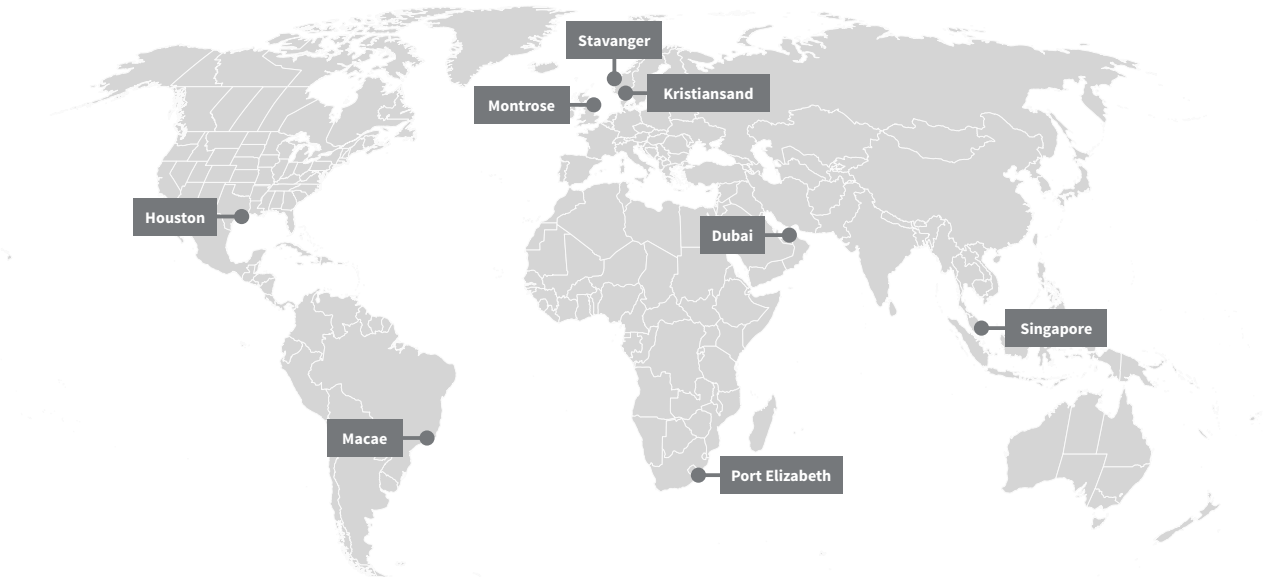 Stavanger
Kristiansand
Montrose
Houston
Dubai
Singapore
Macae
Port Elizabeth